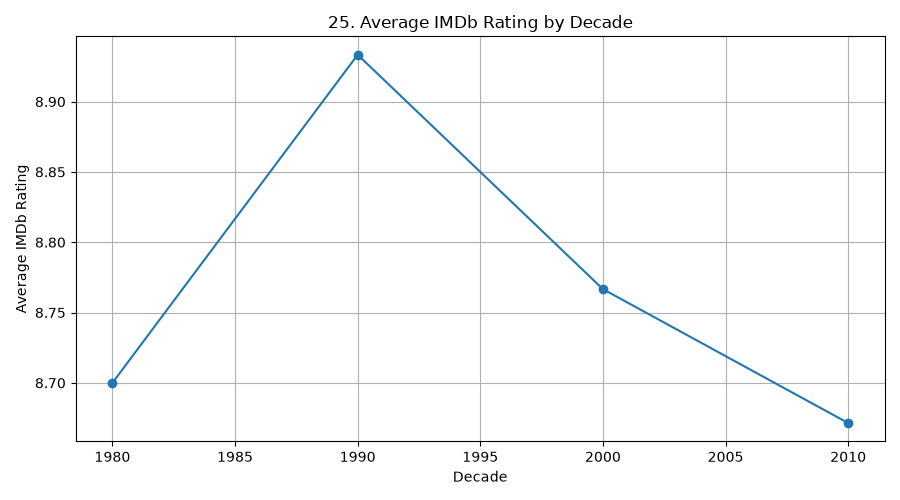 25. Average IMDb Rating by Decade
Average IMDb Rating
8.90
8.85
8.80
8.75
8.70
1980 1985 1990 1995 2000 2005 2010
Decade